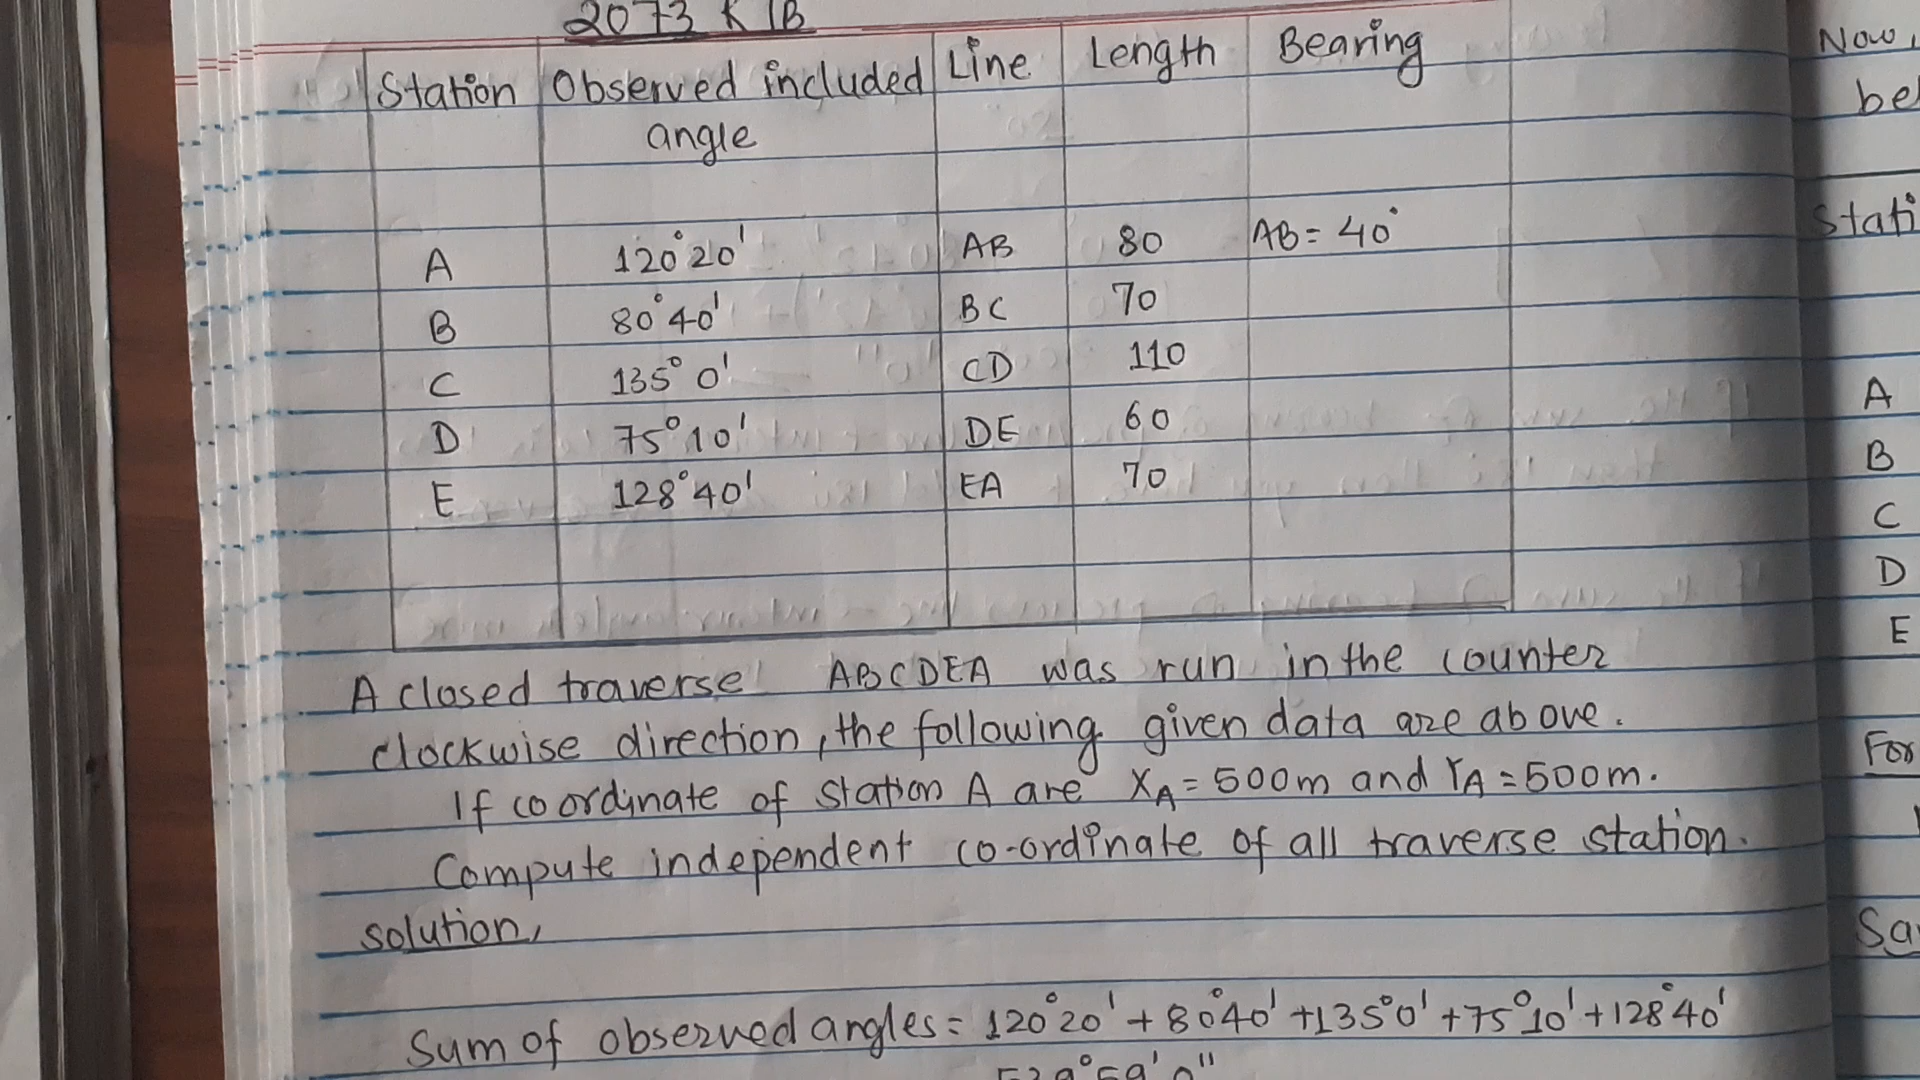 2073 K IB
Station Observed included Line Length Bearing
angle
A 120°20' AB 80 AB = 40°
B 80°40' BC 70
C 135°0' CD 110
D 75°10' DE 60
E 128°40' EA 70
A closed traverse ABCDEA was run in the counter
clockwise direction, the following given data are above.
If coordinate of station A are XA = 500m and YA = 500m.
Compute independent co-ordinate of all traverse station.
solution,
Sum of observed angles = 120°20' + 80°40' + 135°0' + 75°10' + 128°40'
539°59'0"
Now,
Stati
A
B
C
D
E
For